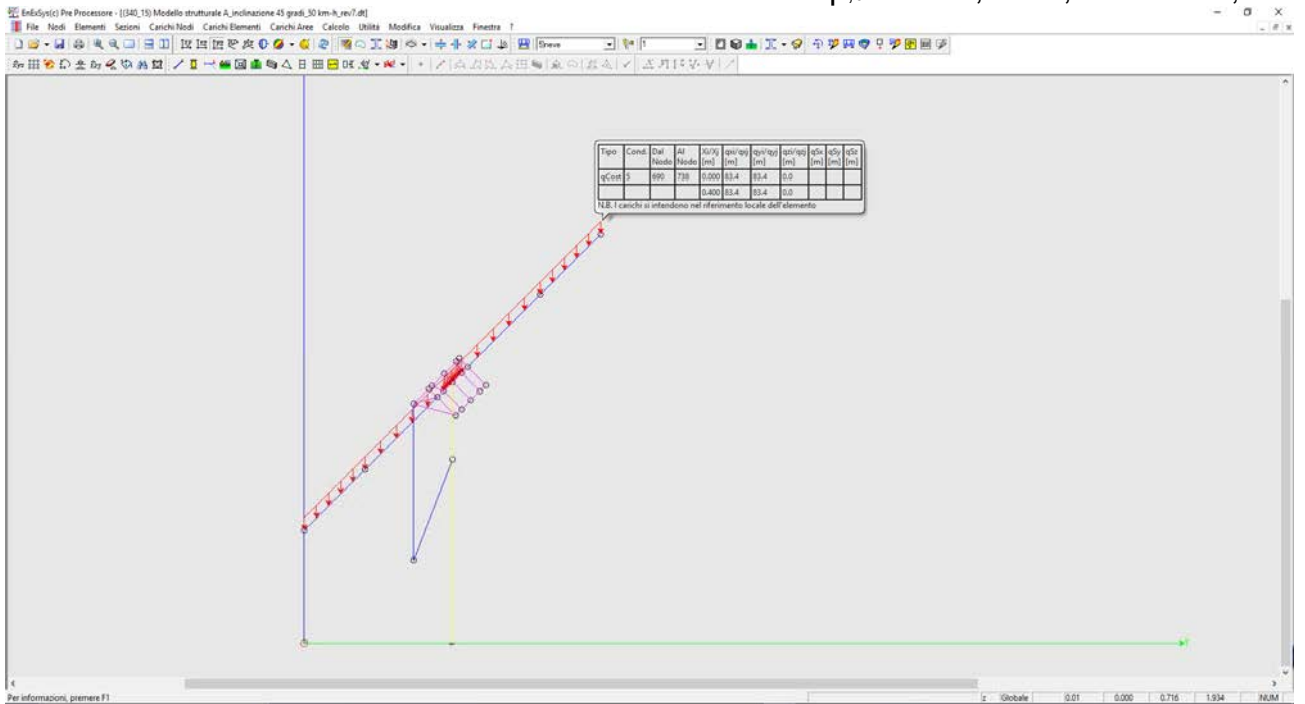 EnExSys(c) Pre Processore - [(340_15) Modello strutturale A_inclinazione 45 gradi_50 km-h_rev7.dt]
File Nodi Elementi Sezioni Carichi Nodi Carichi Elementi Carichi Aree Calcolo Utilità Modifica Visualizza Finestra ?
5neve 1
Tipo Cond. Dal Nodo Al Nodo Xi/Xj [m] qxi/qxj [m] qyi/qyj [m] qzi/qzj [m] qSx [m] qSy [m] qSz [m]
qCost 5 690 738 0.000 83.4 83.4 0.0
0.400 83.4 83.4 0.0
N.B. I carichi si intendono nel riferimento locale dell'elemento
Per informazioni, premere F1
z Globale 0.01 0.000 0.716 1.934 NUM